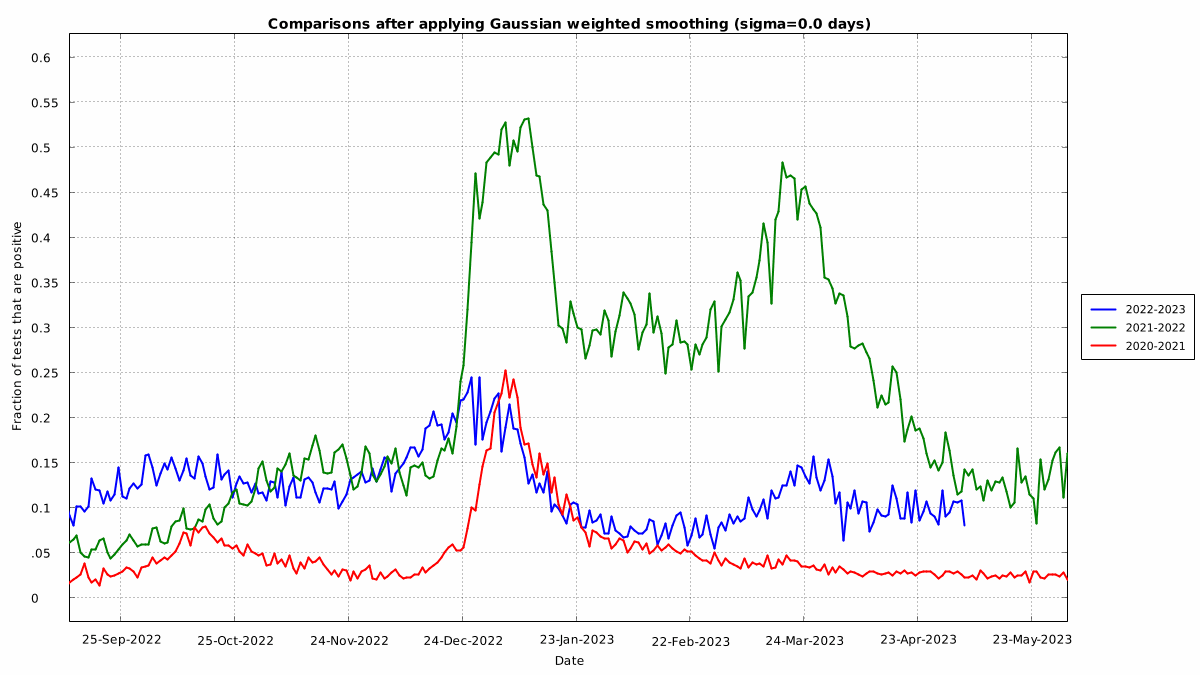 Comparisons after applying Gaussian weighted smoothing (sigma=0.0 days)
0.6
0.55
0.5
0.45
0.4
0.35
0.3
0.25
0.2
0.15
0.1
.05
0
Fraction of tests that are positive
25-Sep-2022
25-Oct-2022
24-Nov-2022
24-Dec-2022
23-Jan-2023
22-Feb-2023
24-Mar-2023
23-Apr-2023
23-May-2023
Date
2022-2023
2021-2022
2020-2021